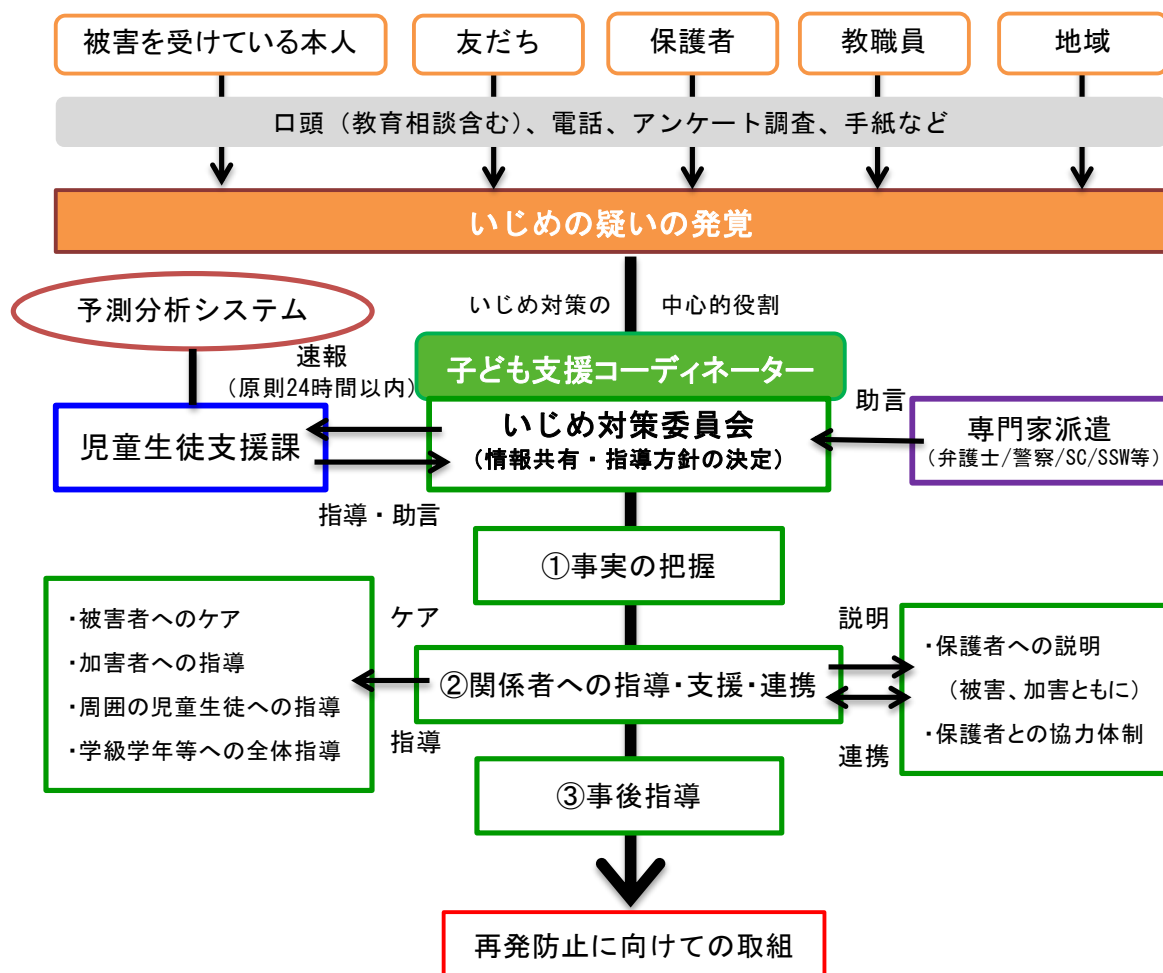 被害を受けている本人
友だち
保護者
教職員
地域
口頭（教育相談含む）、電話、アンケート調査、手紙など
いじめの疑いの発覚
予測分析システム
いじめ対策の 中心的役割
速報
（原則24時間以内）
子ども支援コーディネーター
児童生徒支援課
いじめ対策委員会
（情報共有・指導方針の決定）
助言
専門家派遣
（弁護士/警察/SC/SSW等）
指導・助言
①事実の把握
・被害者へのケア
・加害者への指導
・周囲の児童生徒への指導
・学級学年等への全体指導
ケア
指導
②関係者への指導・支援・連携
説明
連携
・保護者への説明
（被害、加害ともに）
・保護者との協力体制
③事後指導
再発防止に向けての取組